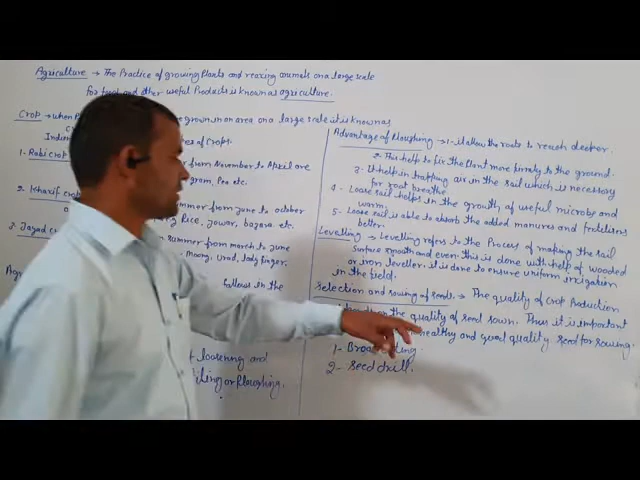 Agriculture → The Practice of growing Plants and rearing animals on a large scale
for food and other useful Products is known as agriculture.
Crop → when P grown in an area on a large scale it is known as
C
Indi es of Crops
1- Rabi crop er from November to April are
gram, Pea etc.
2 Kharif crop mmer from june to october
Rice, jowar, bajara etc.
3 Jayad c summer from march to june
Moong, Urad, lady finger.
Ag follows in the
loosening and
Tilling or Ploughing.
Advantage of Ploughing → 1- It allow the roots to reach deeper.
2. This help to fix the Plant more firmly to the ground.
3- It help in trapping air in the soil which is necessary
for root breathe
4- Loose soil helps in the growth of useful microbs and
worm.
5- Loose soil is able to absorb the added manures and fertilisers
better.
Levelling → Levelling refers to the Process of making the soil
Surface smooth and even. this is done with help of wooded
or iron leveller. it is done to ensure uniform irrigation
in the field.
Selection and sowing of seeds. → The quality of Crop Production
on the quality of seed sown. Thus it is important
healthy and good quality seed for sowing.
1- Broad ting
2- Seed drill.